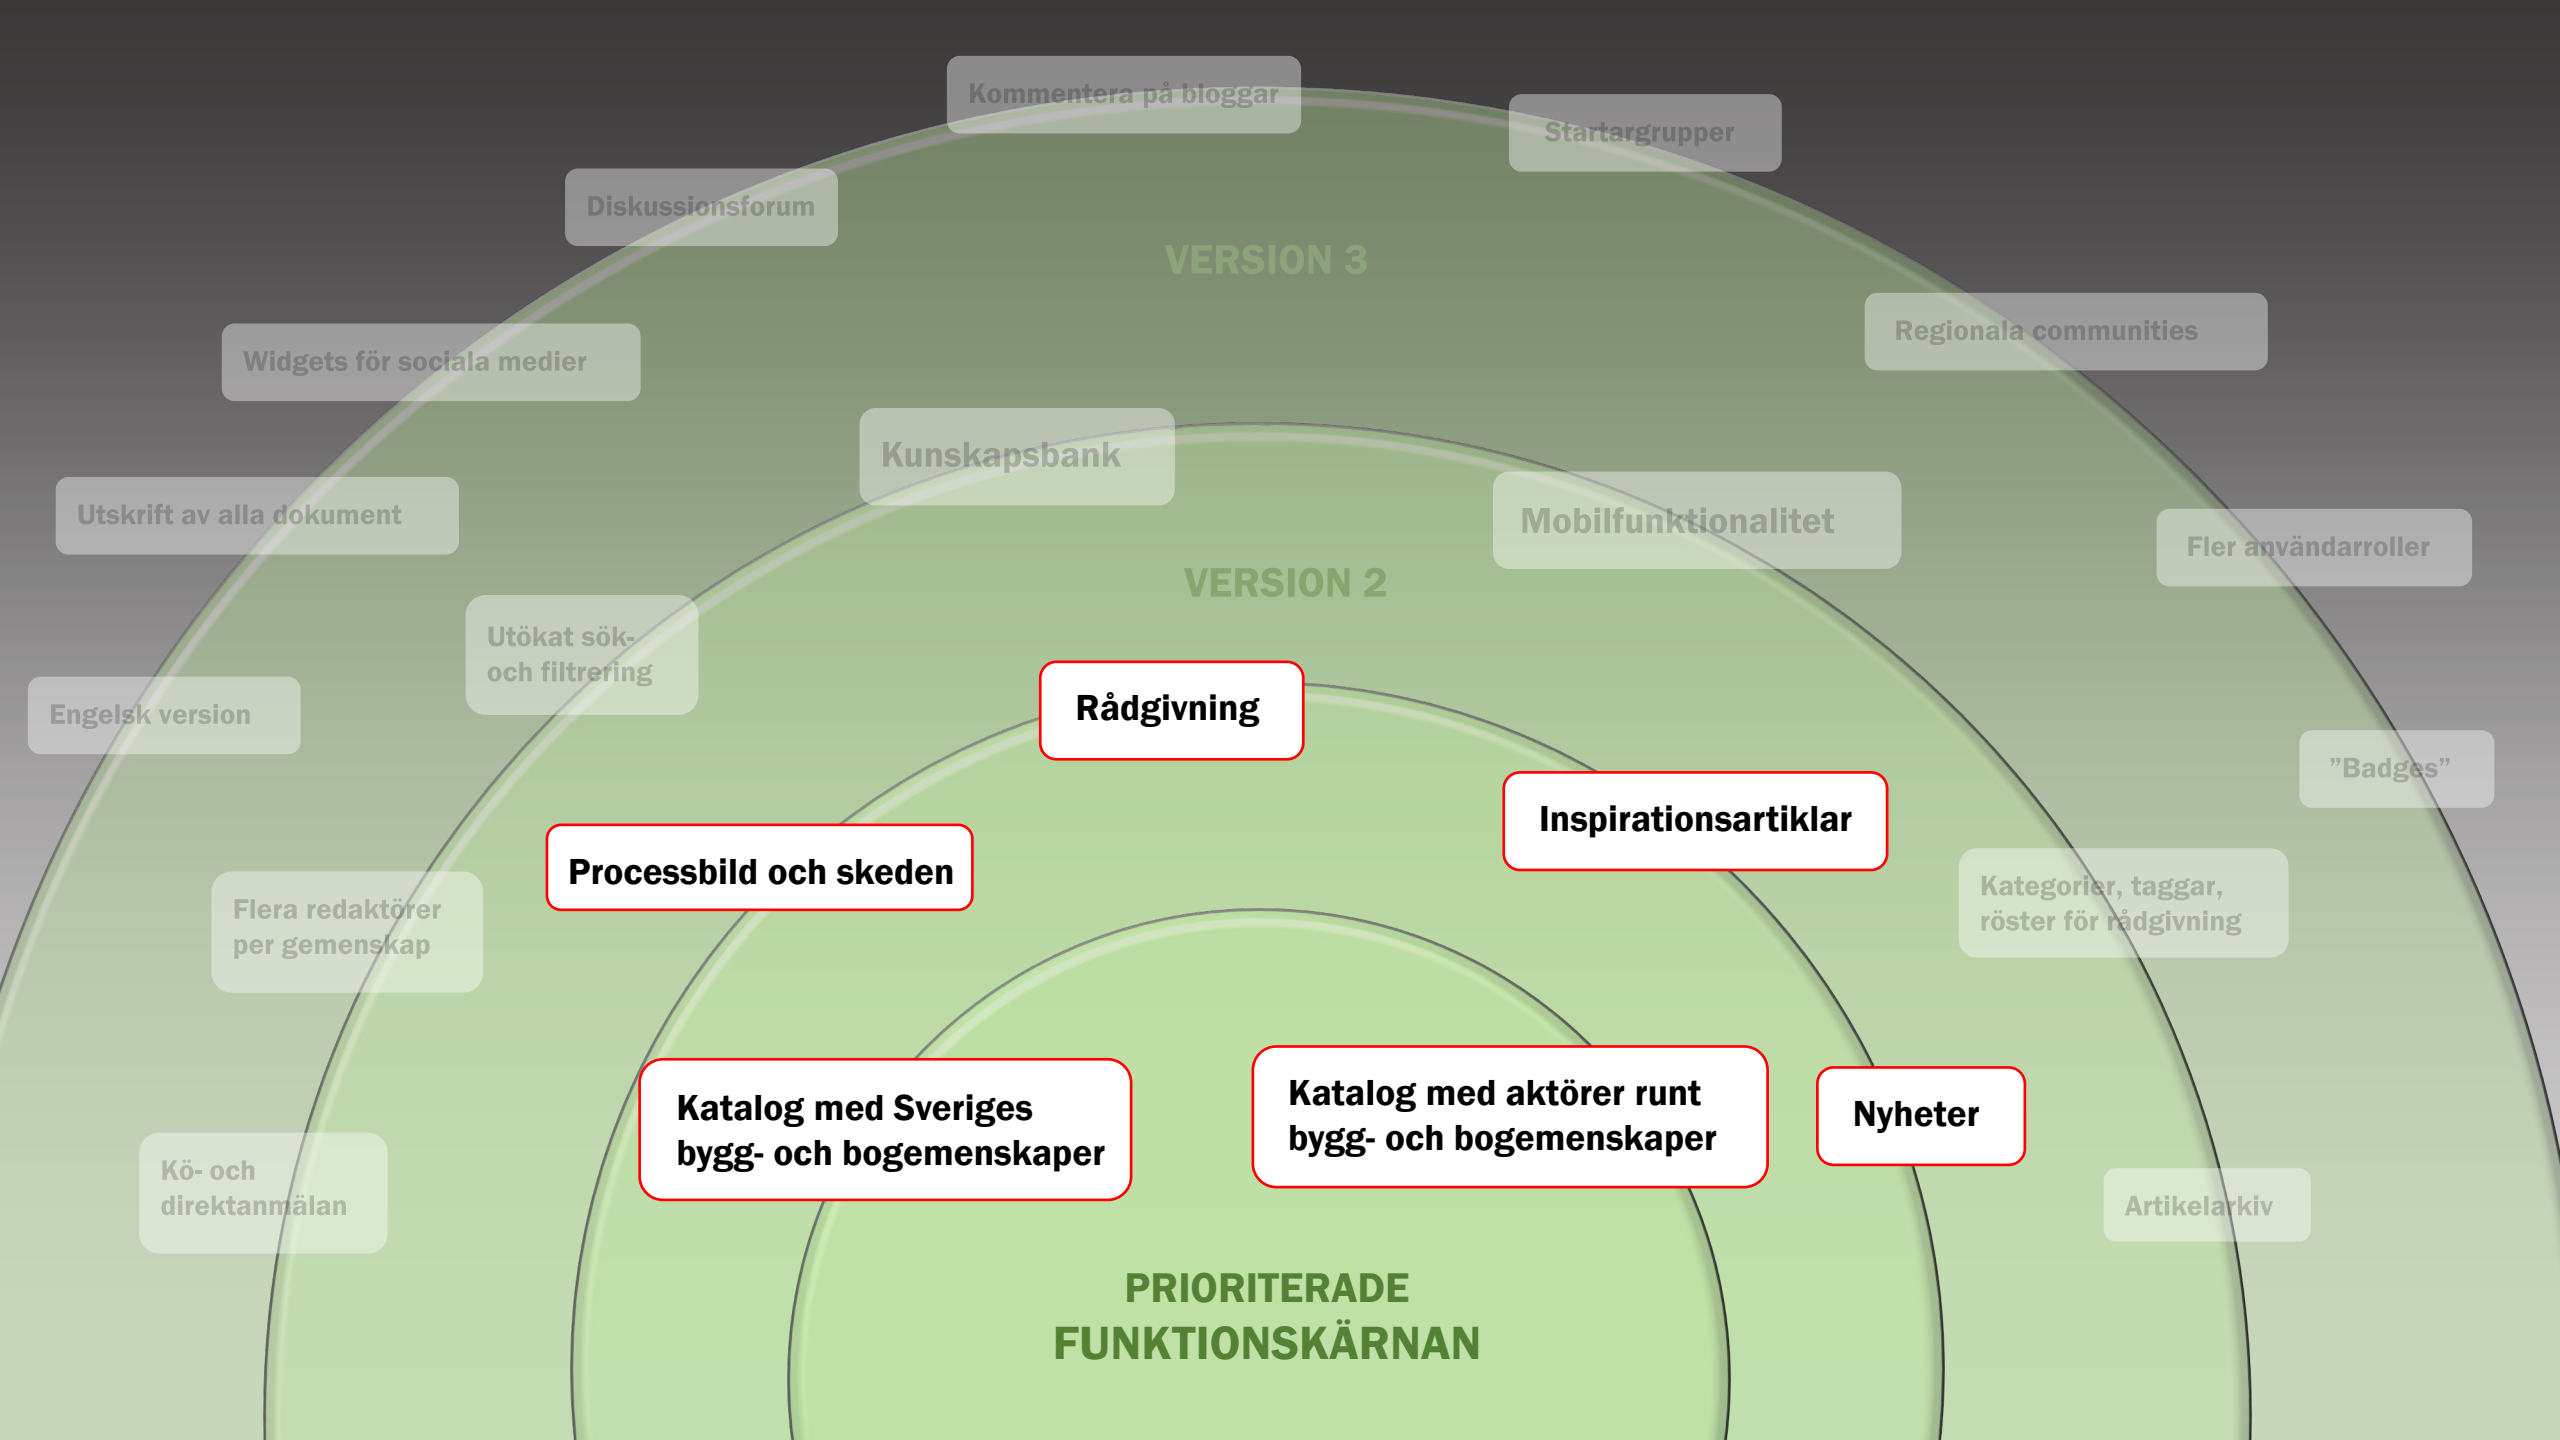 Kommentera på bloggar
Startargrupper
Diskussionsforum
VERSION 3
Widgets för sociala medier
Regionala communities
Kunskapsbank
Utskrift av alla dokument
Mobilfunktionalitet
Fler användarroller
VERSION 2
Utökat sök-
och filtrering
Engelsk version
Rådgivning
”Badges”
Inspirationsartiklar
Processbild och skeden
Kategorier, taggar,
röster för rådgivning
Flera redaktörer
per gemenskap
Katalog med Sveriges
bygg- och bogemenskaper
Katalog med aktörer runt
bygg- och bogemenskaper
Nyheter
Kö- och
direktanmälan
Artikelarkiv
PRIORITERADE
FUNKTIONSKÄRNAN